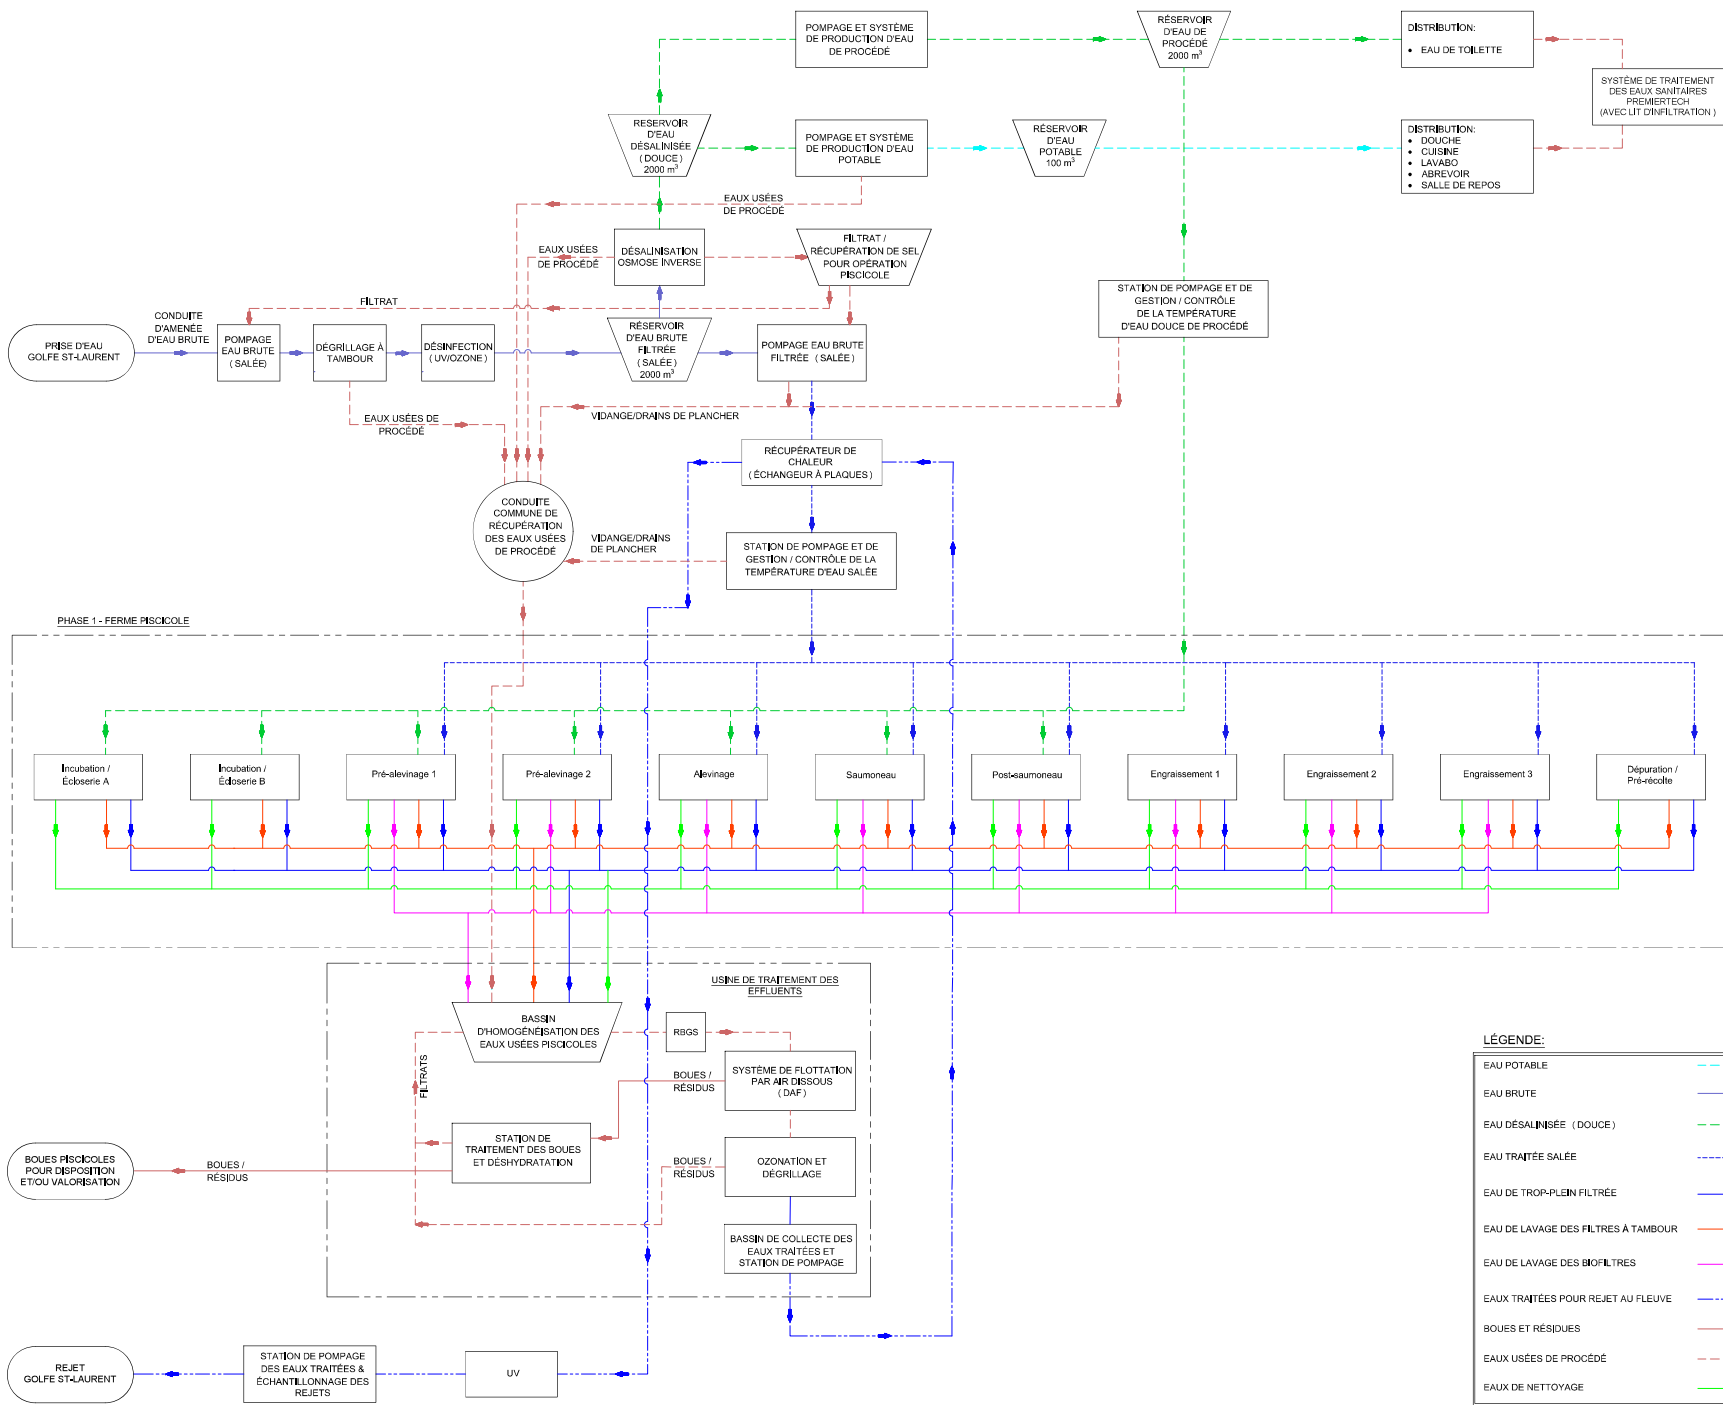 POMPAGE ET SYSTÈME
DE PRODUCTION D'EAU
DE PROCÉDÉ
RÉSERVOIR
D'EAU DE
PROCÉDÉ
2000 m³
DISTRIBUTION:
• EAU DE TOILETTE
SYSTÈME DE TRAITEMENT
DES EAUX SANITAIRES
PREMIERTECH
(AVEC LIT D'INFILTRATION )
RESERVOIR
D'EAU
DÉSALINISÉE
( DOUCE )
2000 m³
POMPAGE ET SYSTÈME
DE PRODUCTION D'EAU
POTABLE
RÉSERVOIR
D'EAU
POTABLE
100 m³
DISTRIBUTION:
• DOUCHE
• CUISINE
• LAVABO
• ABREVOIR
• SALLE DE REPOS
EAUX USÉES
DE PROCÉDÉ
EAUX USÉES
DE PROCÉDÉ
DÉSALINISATION
OSMOSE INVERSE
FILTRAT /
RÉCUPÉRATION DE SEL
POUR OPÉRATION
PISCICOLE
FILTRAT
STATION DE POMPAGE ET DE
GESTION / CONTRÔLE
DE LA TEMPÉRATURE
D'EAU DOUCE DE PROCÉDÉ
CONDUITE
D'AMENÉE
D'EAU BRUTE
PRISE D'EAU
GOLFE ST-LAURENT
POMPAGE
EAU BRUTE
( SALÉE)
DÉGRILLAGE À
TAMBOUR
DÉSINFECTION
( UV/OZONE )
RÉSERVOIR
D'EAU BRUTE
FILTRÉE
( SALÉE )
2000 m³
POMPAGE EAU BRUTE
FILTRÉE ( SALÉE )
EAUX USÉES DE
PROCÉDÉ
VIDANGE/DRAINS DE PLANCHER
RÉCUPÉRATEUR DE
CHALEUR
( ÉCHANGEUR À PLAQUES )
CONDUITE
COMMUNE DE
RÉCUPÉRATION
DES EAUX USÉES
DE PROCÉDÉ
VIDANGE/DRAINS
DE PLANCHER
STATION DE POMPAGE ET DE
GESTION / CONTRÔLE DE LA
TEMPÉRATURE D'EAU SALÉE
PHASE 1 - FERME PISCICOLE
Incubation /
Écloserie A
Incubation /
Écloserie B
Pré-alevinage 1
Pré-alevinage 2
Alevinage
Saumoneau
Post-saumoneau
Engraissement 1
Engraissement 2
Engraissement 3
Dépuration /
Pré-récolte
USINE DE TRAITEMENT DES
EFFLUENTS
BASSIN
D'HOMOGÉNÉISATION DES
EAUX USÉES PISCICOLES
RBGS
FILTRATS
BOUES /
RÉSIDUS
SYSTÈME DE FLOTTATION
PAR AIR DISSOUS
( DAF )
STATION DE
TRAITEMENT DES BOUES
ET DÉSHYDRATATION
BOUES /
RÉSIDUS
OZONATION ET
DÉGRILLAGE
BOUES PISCICOLES
POUR DISPOSITION
ET/OU VALORISATION
BOUES /
RÉSIDUS
BASSIN DE COLLECTE DES
EAUX TRAITÉES ET
STATION DE POMPAGE
REJET
GOLFE ST-LAURENT
STATION DE POMPAGE
DES EAUX TRAITÉES &
ÉCHANTILLONNAGE DES
REJETS
UV
LÉGENDE:
EAU POTABLE
EAU BRUTE
EAU DÉSALINISÉE ( DOUCE )
EAU TRAITÉE SALÉE
EAU DE TROP-PLEIN FILTRÉE
EAU DE LAVAGE DES FILTRES À TAMBOUR
EAU DE LAVAGE DES BIOFILTRES
EAUX TRAITÉES POUR REJET AU FLEUVE
BOUES ET RÉSIDUES
EAUX USÉES DE PROCÉDÉ
EAUX DE NETTOYAGE